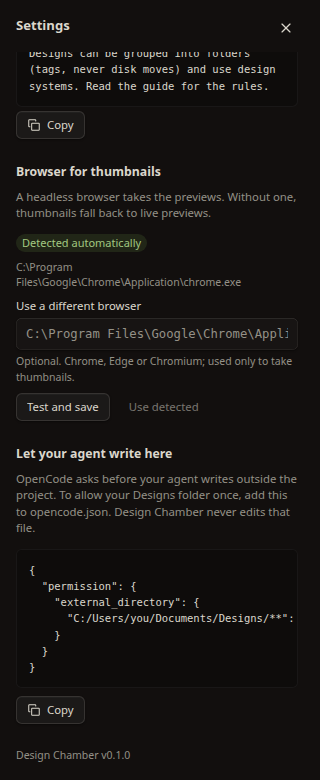 Settings
Designs can be grouped into folders
(tags, never disk moves) and use design
systems. Read the guide for the rules.
Copy
Browser for thumbnails
A headless browser takes the previews. Without one,
thumbnails fall back to live previews.
Detected automatically
C:\Program
Files\Google\Chrome\Application\chrome.exe
Use a different browser
C:\Program Files\Google\Chrome\Appli
Optional. Chrome, Edge or Chromium; used only to take
thumbnails.
Test and save
Use detected
Let your agent write here
OpenCode asks before your agent writes outside the
project. To allow your Designs folder once, add this
to opencode.json. Design Chamber never edits that
file.
{
"permission": {
"external_directory": {
"C:/Users/you/Documents/Designs/**":
}
}
}
Copy
Design Chamber v0.1.0